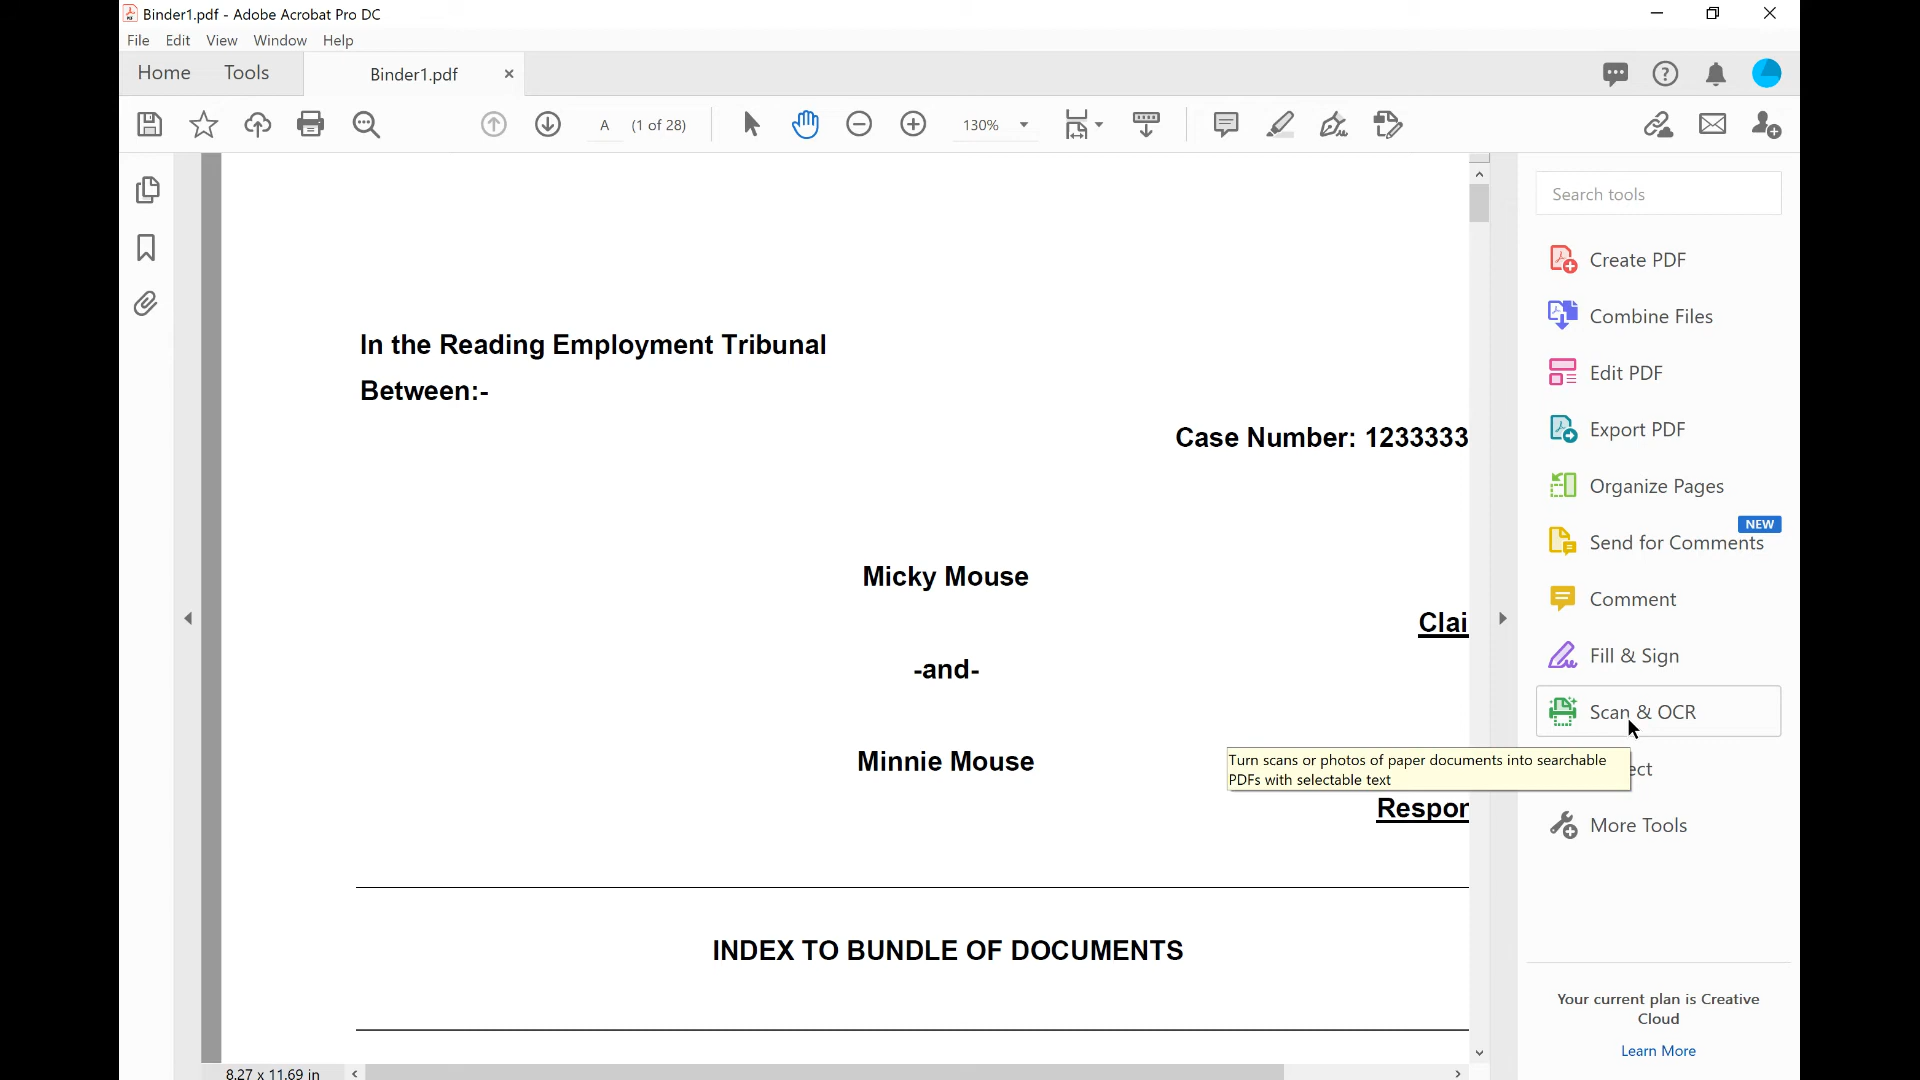 Binder1.pdf - Adobe Acrobat Pro DC
File Edit View Window Help
Home Tools Binder1.pdf
A (1 of 28) 130%
Search tools
Create PDF
Combine Files
Edit PDF
Export PDF
Organize Pages
NEW
Send for Comments
Comment
Fill & Sign
Scan & OCR
Turn scans or photos of paper documents into searchable
PDFs with selectable text
ect
More Tools
Your current plan is Creative
Cloud
Learn More
In the Reading Employment Tribunal
Between:-
Case Number: 1233333
Micky Mouse
Clai
-and-
Minnie Mouse
Respon
INDEX TO BUNDLE OF DOCUMENTS
8.27 x 11.69 in